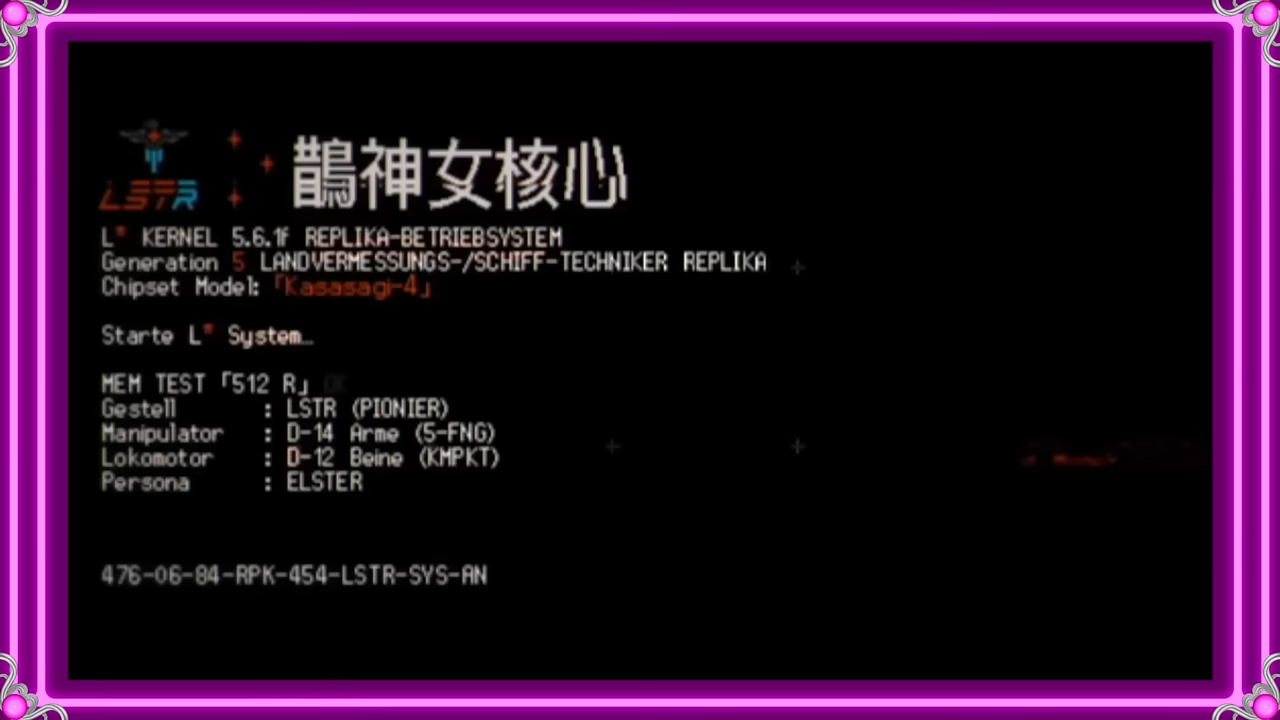 LSTR
鵲神女核心
L* KERNEL 5.6.1f REPLIKA-BETRIEBSYSTEM
Generation 5 LANDVERMESSUNGS-/SCHIFF-TECHNIKER REPLIKA
Chipset Model:「Kasasagi-4」
Starte L* System…
MEM TEST「512 R」OK
Gestell : LSTR (PIONIER)
Manipulator : D-14 Arme (5-FNG)
Lokomotor : D-12 Beine (KMPKT)
Persona : ELSTER
476-06-84-RPK-454-LSTR-SYS-AN